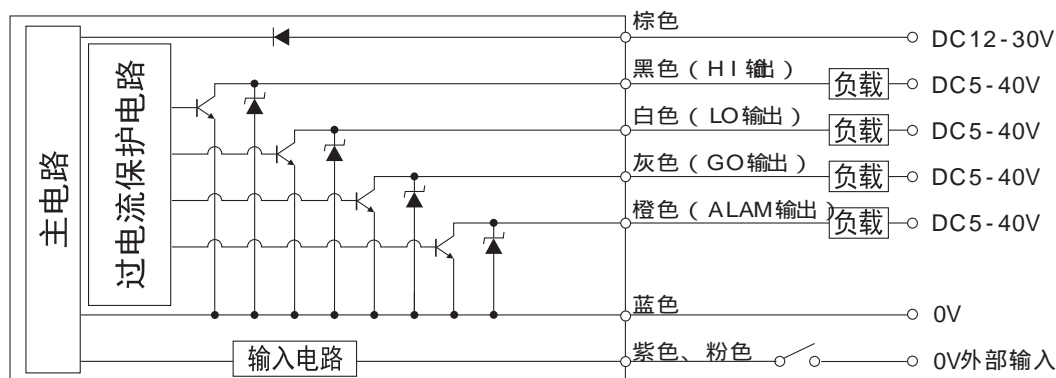 棕色
DC12-30V
黑色(HI输出)
负载
DC5-40V
白色(LO输出)
负载
DC5-40V
灰色(GO输出)
负载
DC5-40V
橙色(ALAM输出)
负载
DC5-40V
主电路
过电流保护电路
蓝色
0V
输入电路
紫色、粉色
0V外部输入